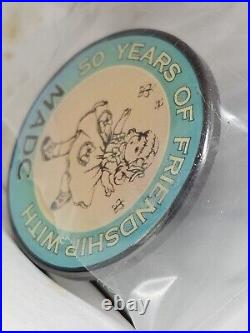 50 YEARS OF FRIENDSHIP WITH
MADC